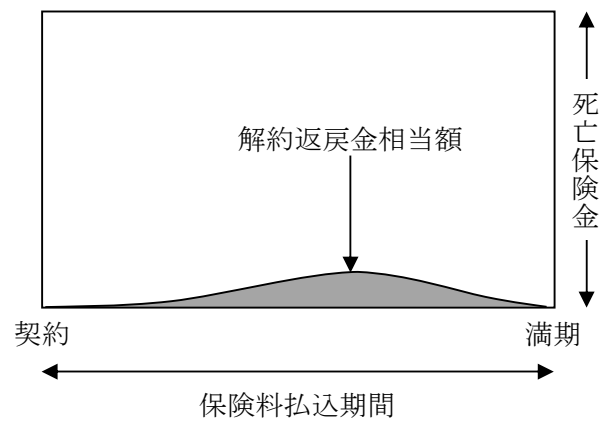 解約返戻金相当額
死亡保険金
契約
満期
保険料払込期間